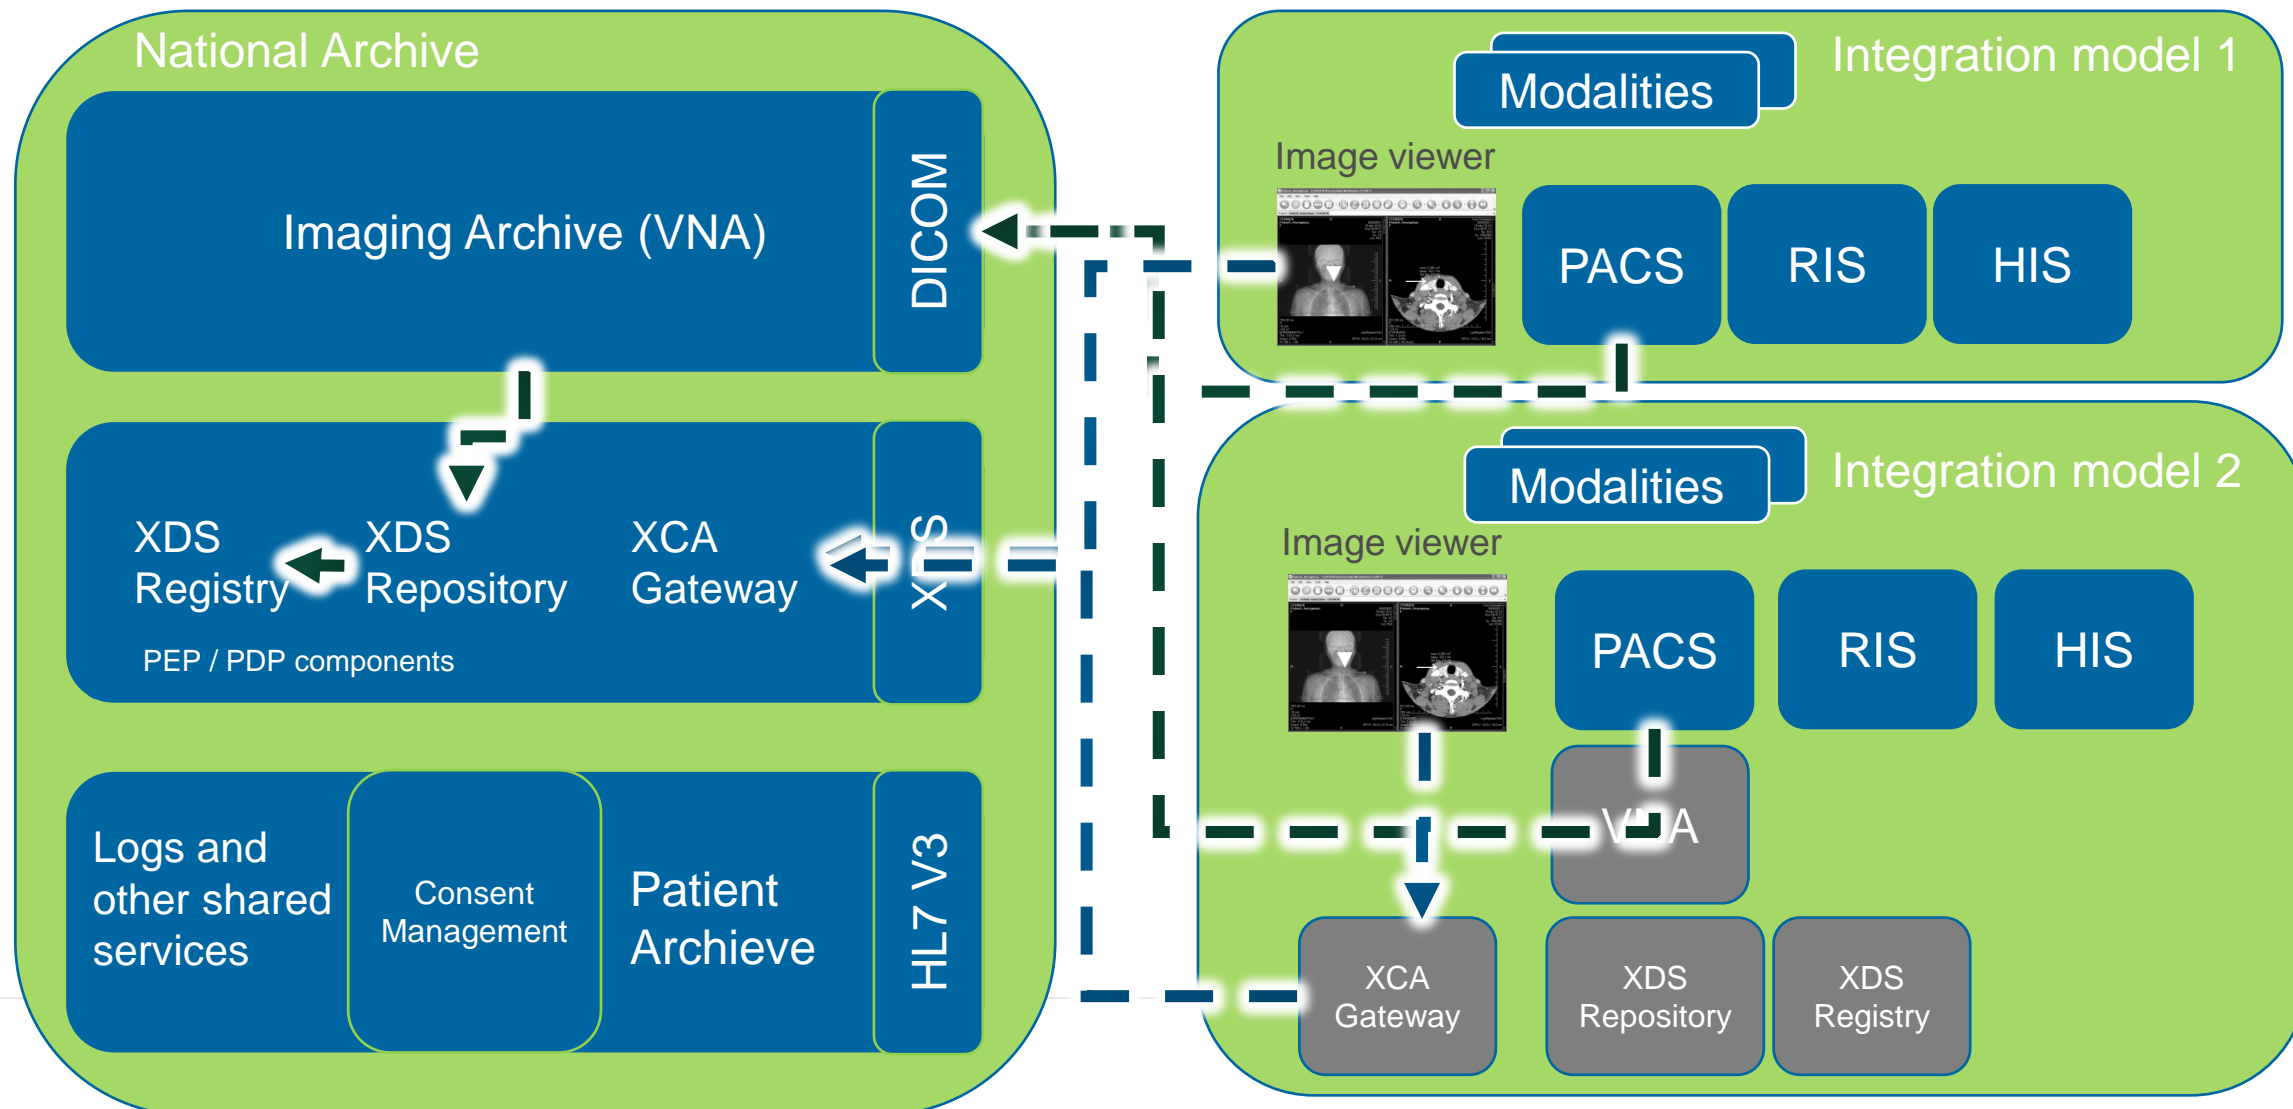 National Archive
Imaging Archive (VNA)
DICOM
XDS
Registry
XDS
Repository
XCA
Gateway
XDS
PEP / PDP components
Logs and
other shared
services
Consent
Management
Patient
Archieve
HL7 V3
Integration model 1
Modalities
Image viewer
PACS
RIS
HIS
Integration model 2
Modalities
Image viewer
PACS
RIS
HIS
VNA
XCA
Gateway
XDS
Repository
XDS
Registry